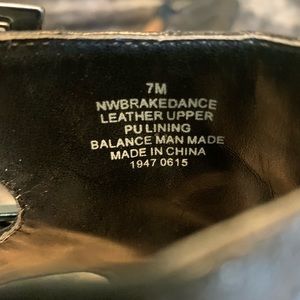 7M
NWBRAKEDANCE
LEATHER UPPER
PU LINING
BALANCE MAN MADE
MADE IN CHINA
1947 0615